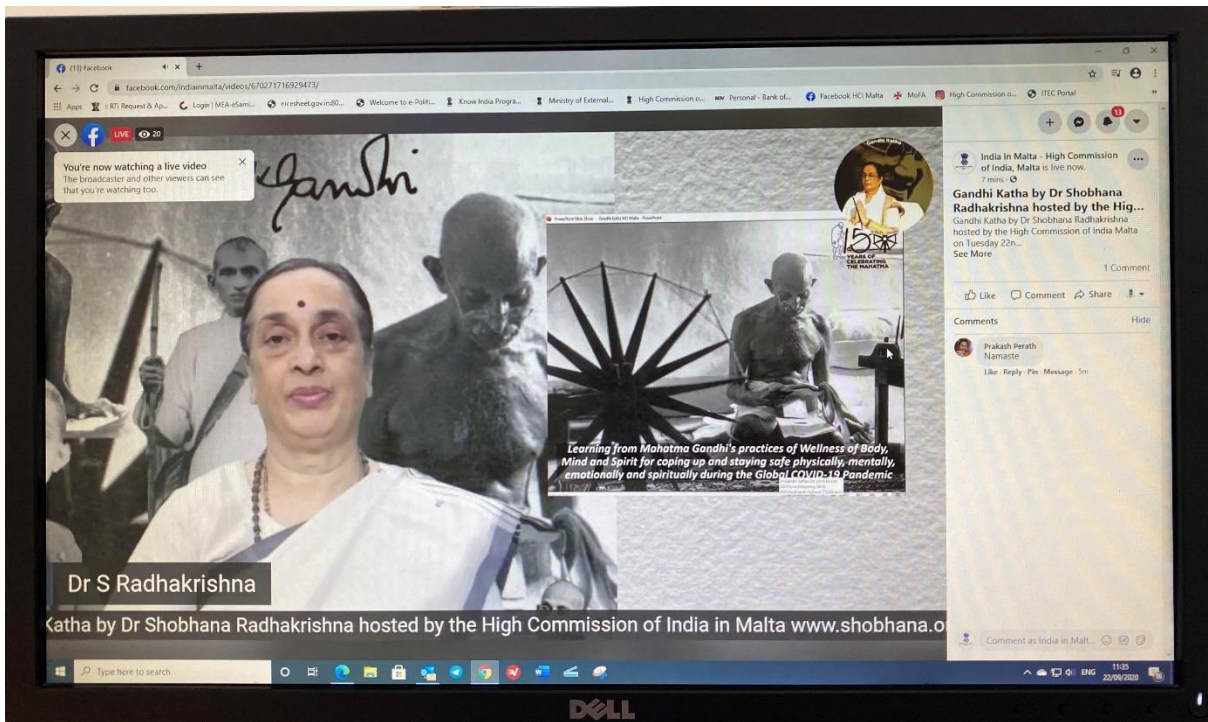 (13) Facebook
facebook.com/indiainmalta/videos/670271716929473/
Apps
:: RTI Request & Ap...
Login | MEA-eSami...
Welcome to e-Politi...
Know India Progra...
Ministry of External...
High Commission o...
Personal - Bank of...
Facebook HCI Malta
MoFA
High Commission o...
ITEC Portal
LIVE
20
You're now watching a live video
The broadcaster and other viewers can see
that you're watching too.
Gandhi
Gandhi Katha
150
YEARS OF
CELEBRATING
THE MAHATMA
Learning from Mahatma Gandhi's practices of Wellness of Body,
Mind and Spirit for coping up and staying safe physically, mentally,
emotionally and spiritually during the Global COVID-19 Pandemic
Dr S Radhakrishna
Katha by Dr Shobhana Radhakrishna hosted by the High Commission of India in Malta www.shobhana.o
13
India in Malta - High Commission
of India, Malta is live now.
7 mins ·
Gandhi Katha by Dr Shobhana
Radhakrishna hosted by the Hig...
Gandhi Katha by Dr Shobhana Radhakrishna
hosted by the High Commission of India Malta
on Tuesday 22n...
See More
1 Comment
Like Comment Share
Comments Hide
Prakash Perath
Namaste
Like · Reply · Pin · Message · 5m
Comment as India in Malt...
Type here to search
ENG
11:35
22/09/2020
DELL